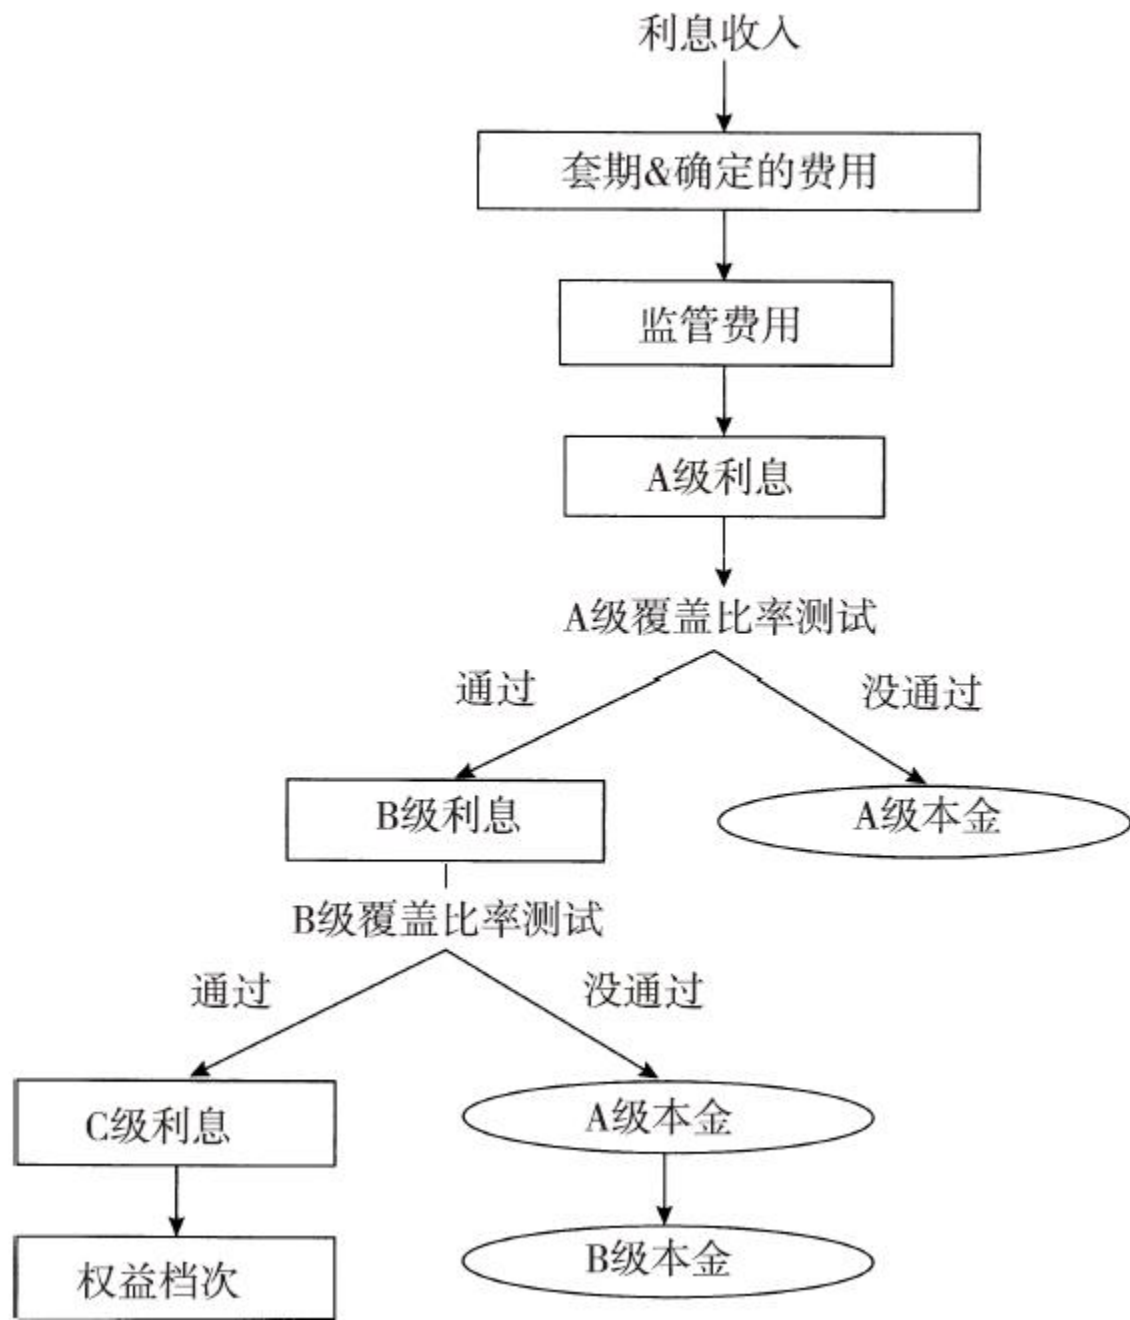 利息收入
套期&确定的费用
监管费用
A级利息
A级覆盖比率测试
通过
没通过
B级利息
A级本金
B级覆盖比率测试
通过
没通过
C级利息
A级本金
权益档次
B级本金